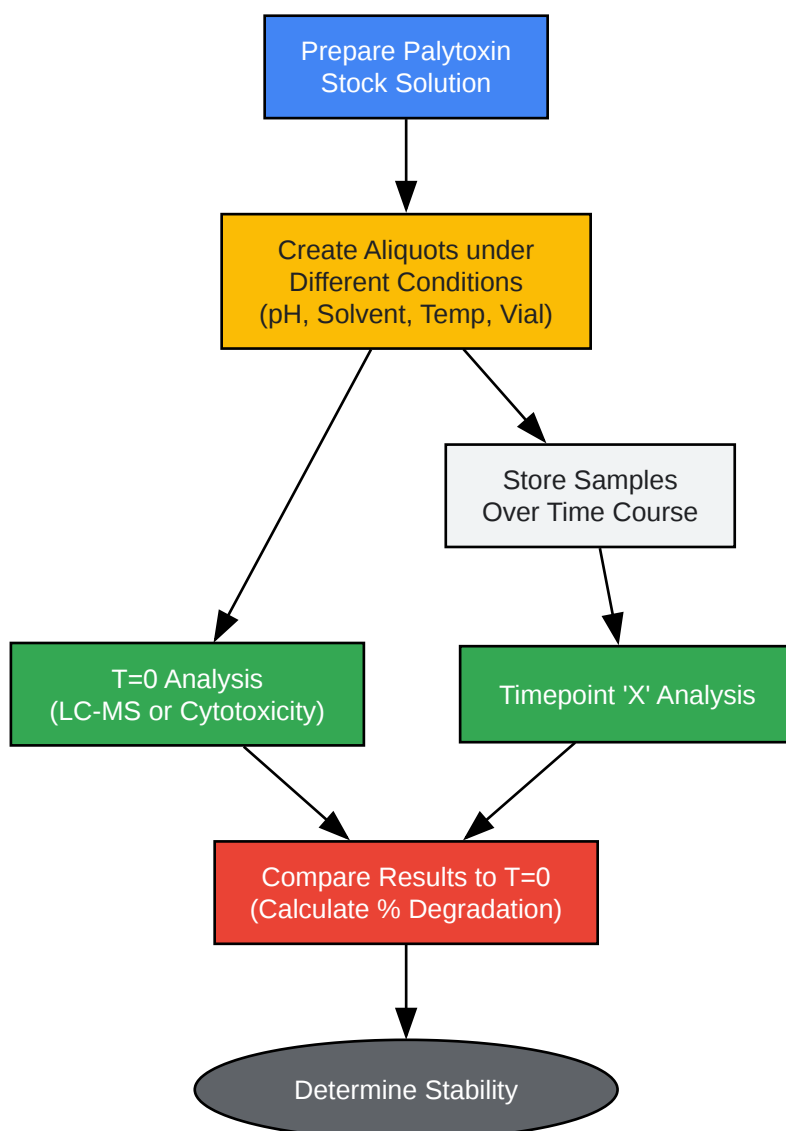 Prepare Palytoxin
Stock Solution
Create Aliquots under
Different Conditions
(pH, Solvent, Temp, Vial)
Store Samples
Over Time Course
T=0 Analysis
(LC-MS or Cytotoxicity)
Timepoint 'X' Analysis
Compare Results to T=0
(Calculate % Degradation)
Determine Stability